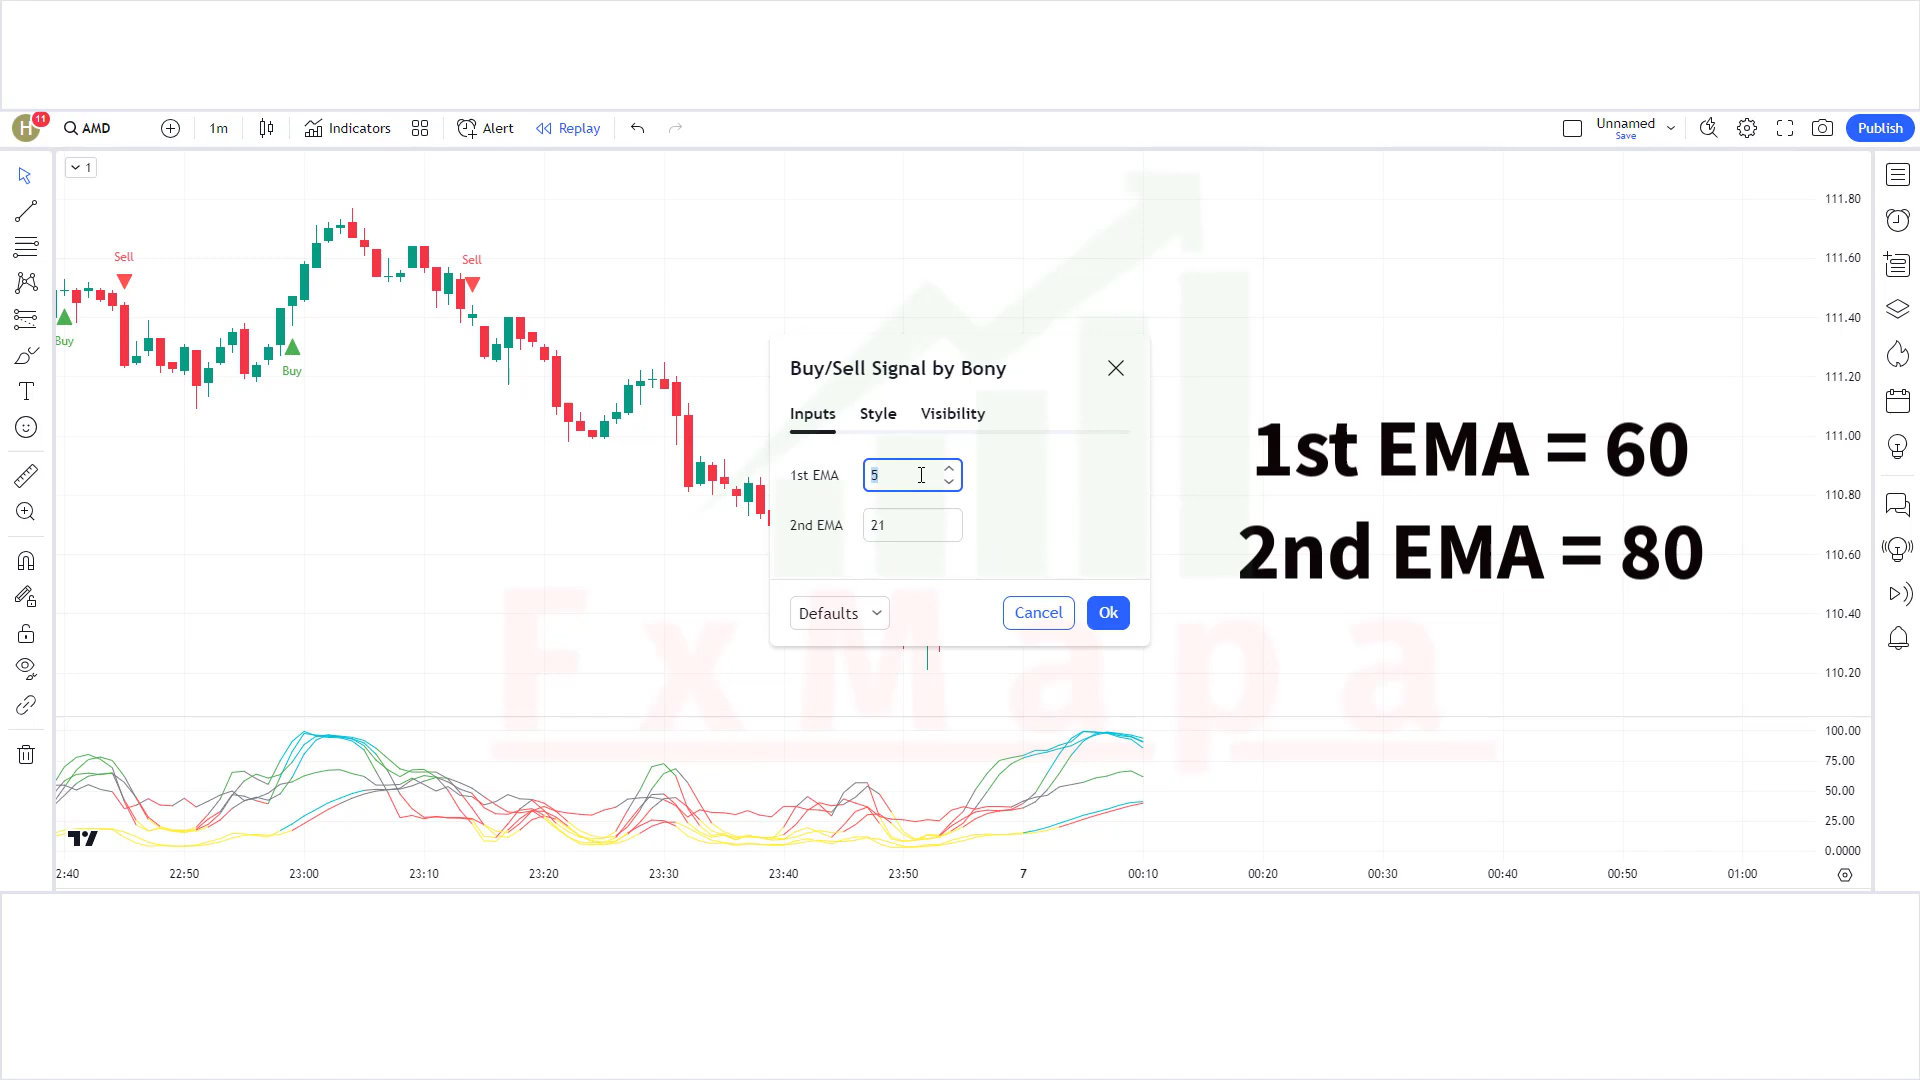 H
11
AMD
1m
Indicators
Alert
Replay
Unnamed
Save
Publish
1
Sell
Sell
Buy
Buy
111.80
111.60
111.40
111.20
111.00
110.80
110.60
110.40
110.20
Buy/Sell Signal by Bony
Inputs Style Visibility
1st EMA 5
2nd EMA 21
Defaults
Cancel
Ok
1st EMA = 60
2nd EMA = 80
FxMapa
100.00
75.00
50.00
25.00
0.0000
2:40 22:50 23:00 23:10 23:20 23:30 23:40 23:50 7 00:10 00:20 00:30 00:40 00:50 01:00